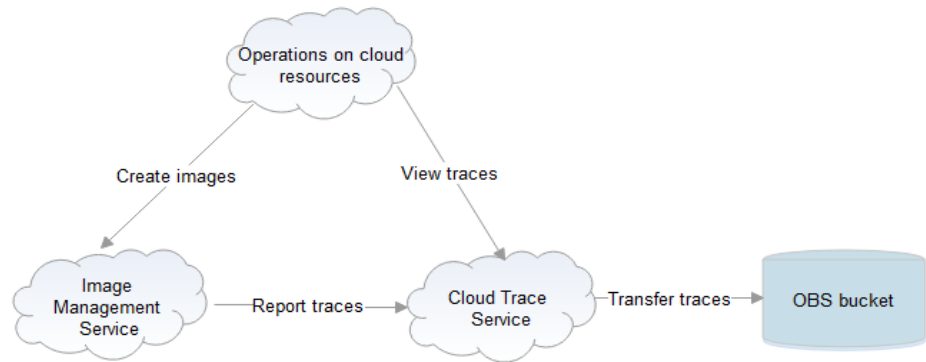 Operations on cloud
resources
Create images
View traces
Image
Management
Service
Report traces
Cloud Trace
Service
Transfer traces
OBS bucket